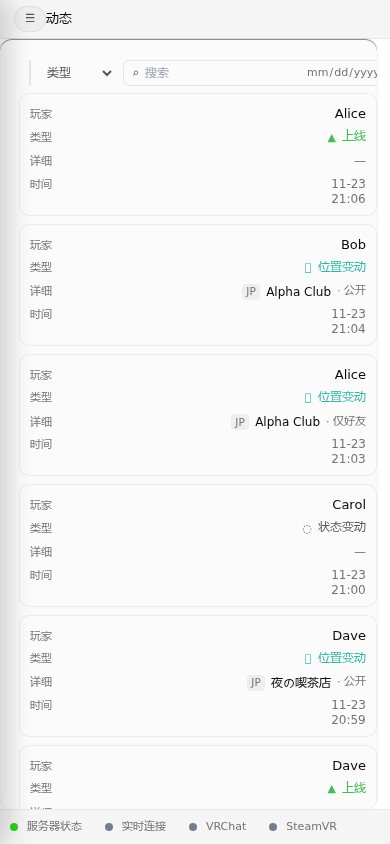 动态
类型 搜索 mm/dd/yyyy
玩家 Alice
类型 ▲ 上线
详细 —
时间 11-23
21:06
玩家 Bob
类型 位置变动
详细 JP Alpha Club · 公开
时间 11-23
21:04
玩家 Alice
类型 位置变动
详细 JP Alpha Club · 仅好友
时间 11-23
21:03
玩家 Carol
类型 状态变动
详细 —
时间 11-23
21:00
玩家 Dave
类型 位置变动
详细 JP 夜の喫茶店 · 公开
时间 11-23
20:59
玩家 Dave
类型 ▲ 上线
服务器状态 实时连接 VRChat SteamVR